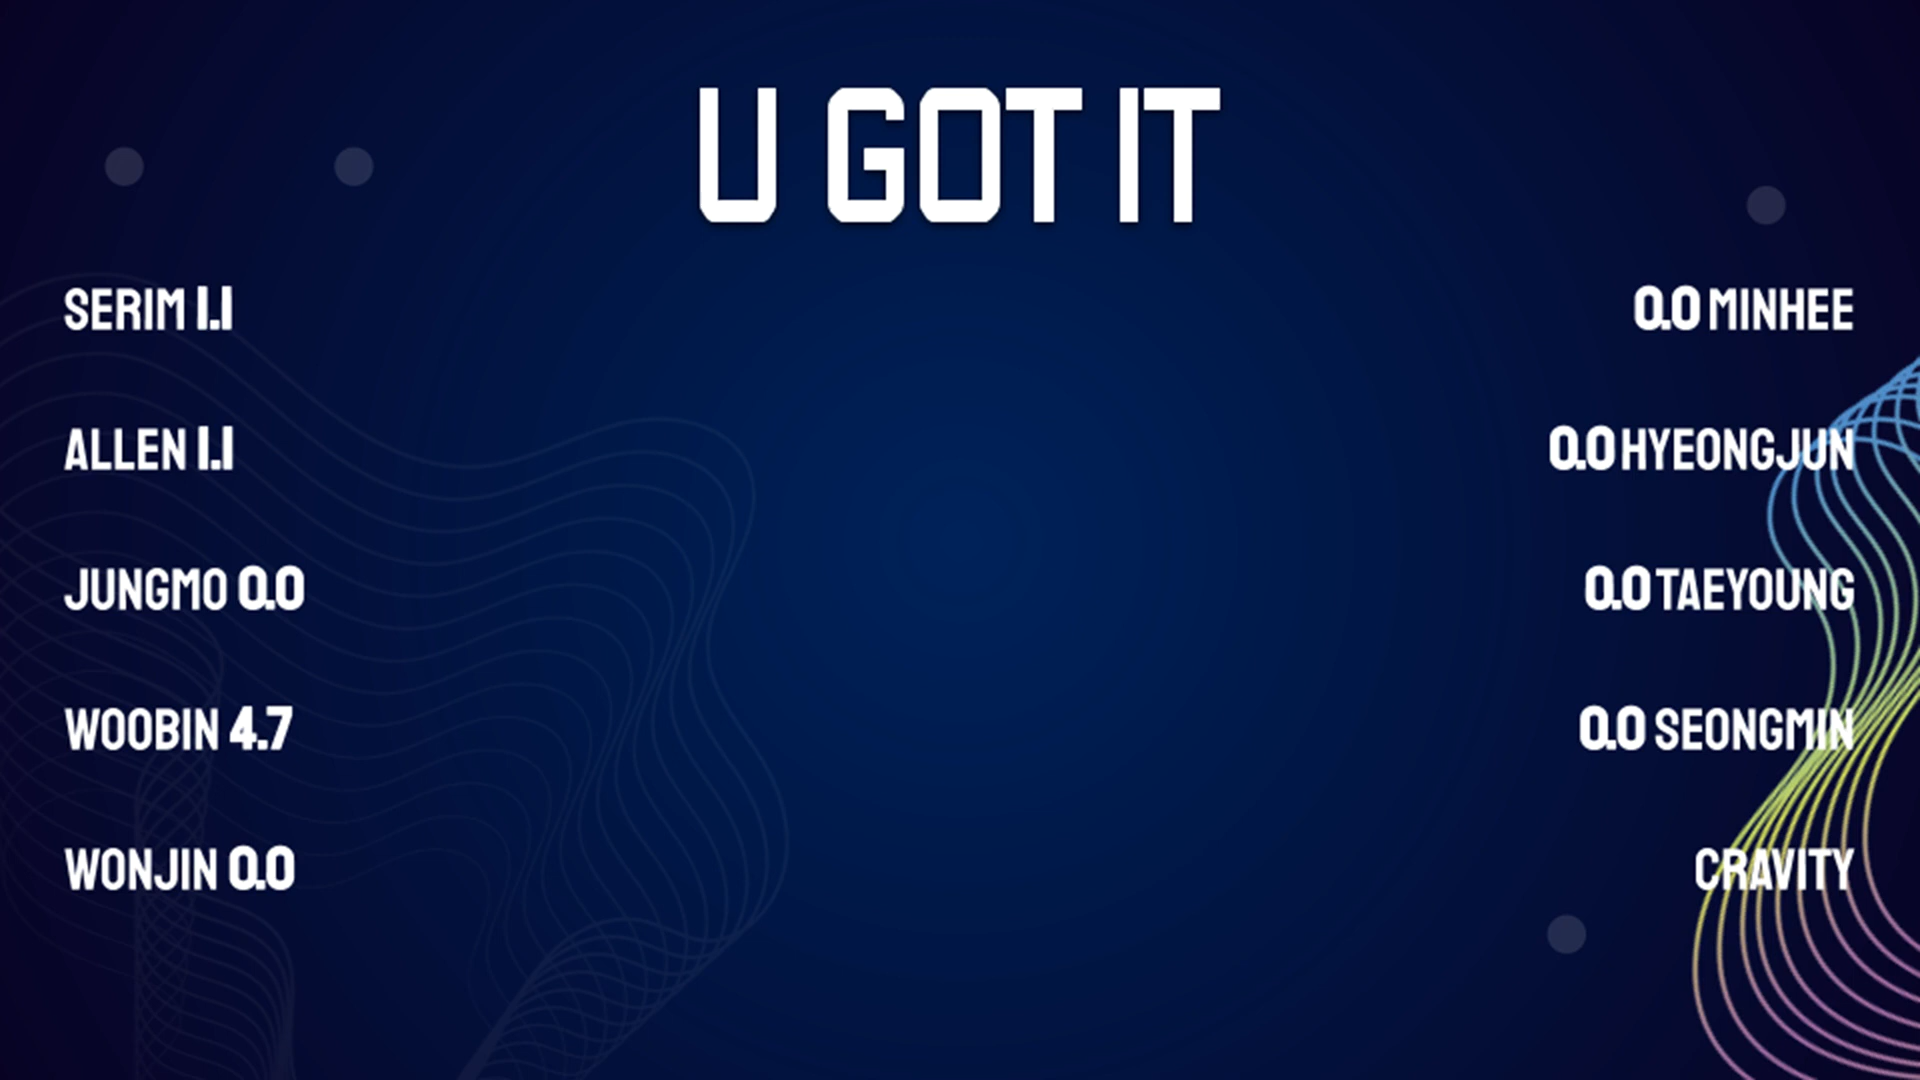 U GOT IT
SERIM 1.1
ALLEN 1.1
JUNGMO 0.0
WOOBIN 4.7
WONJIN 0.0
0.0 MINHEE
0.0 HYEONGJUN
0.0 TAEYOUNG
0.0 SEONGMIN
CRAVITY